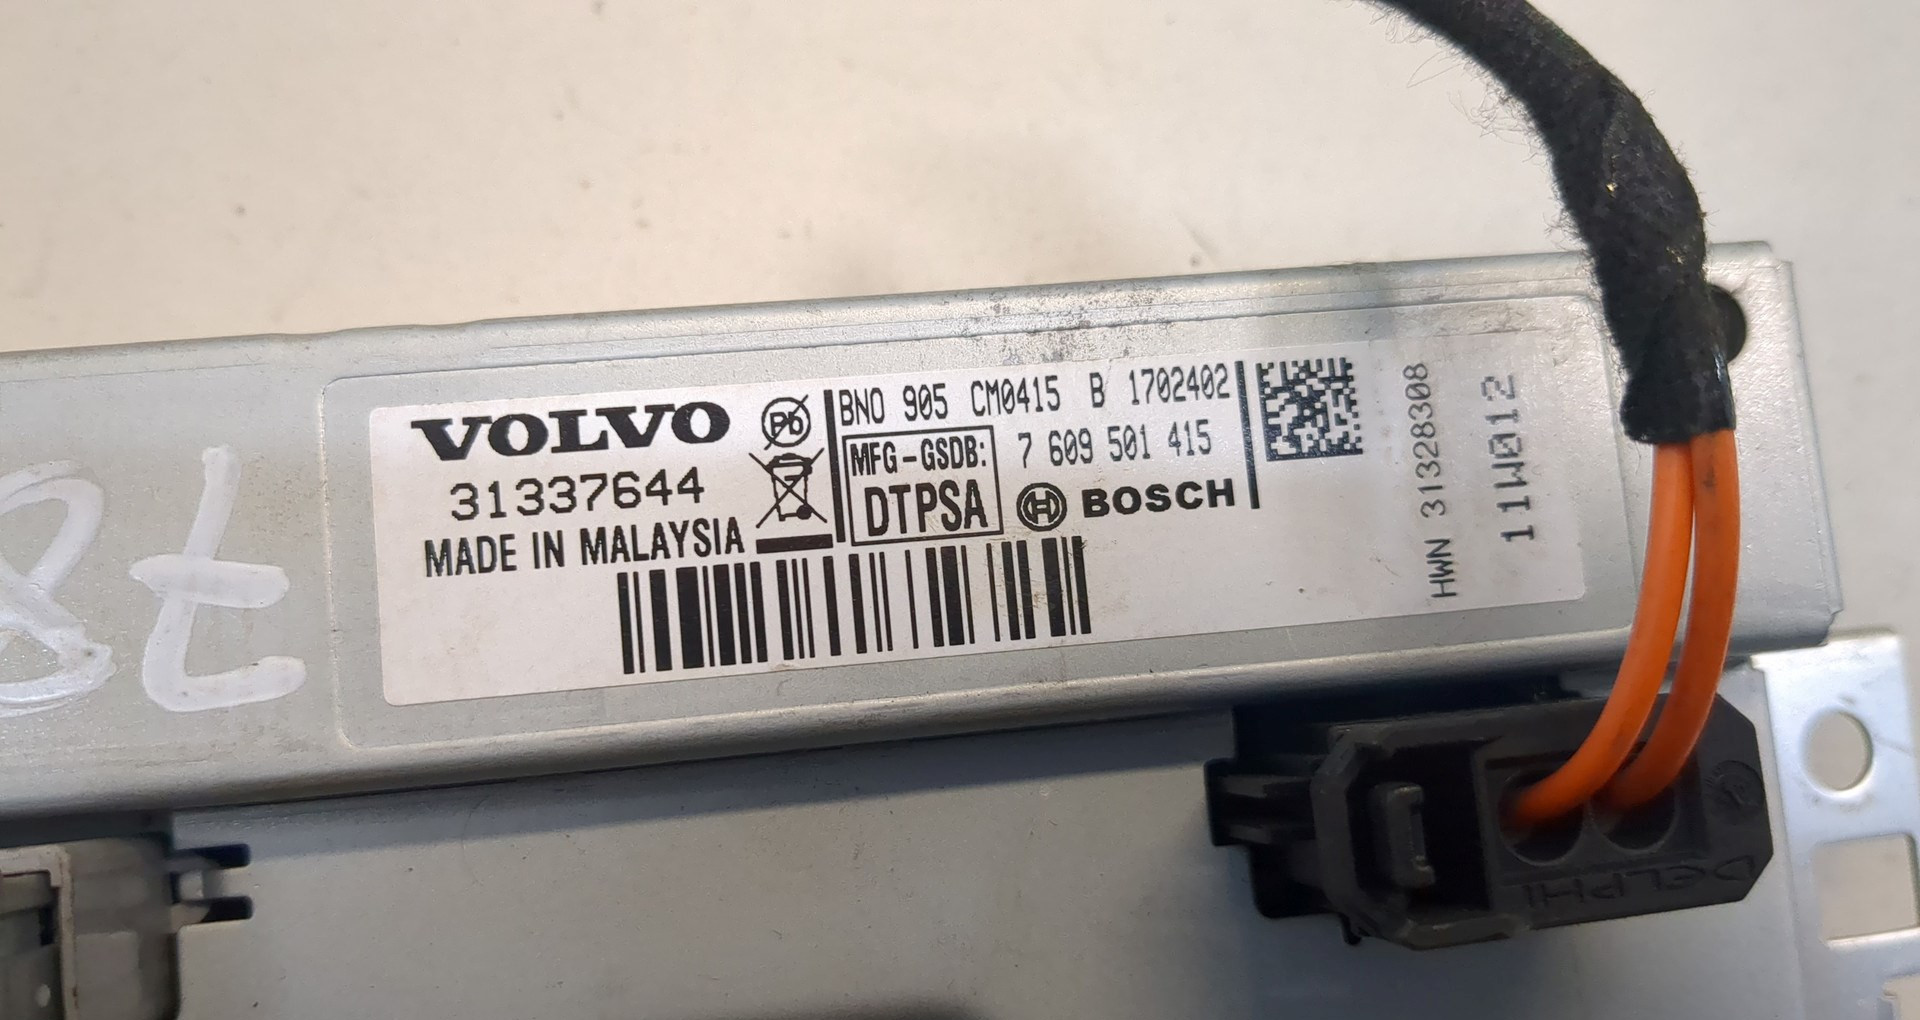 VOLVO
31337644
MADE IN MALAYSIA
Pb
BNO 905 CM0415 B 1702402
MFG-GSDB:
DTPSA
7 609 501 415
BOSCH
HWN 31328308
11W012
DELPHI